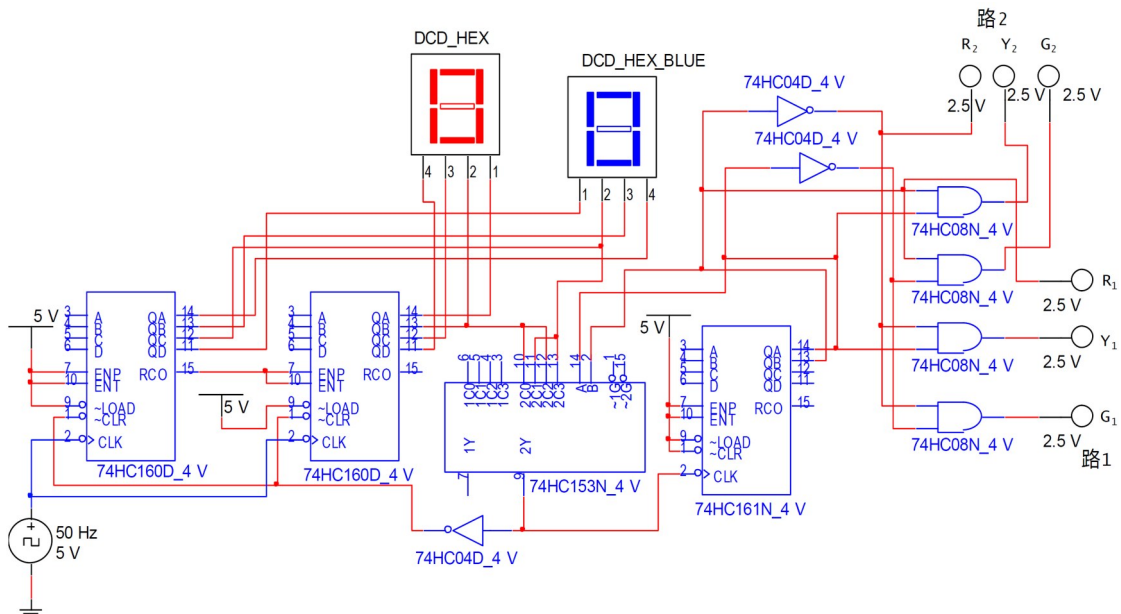 路2
R2 Y2 G2
2.5 V 2.5 V 2.5 V
DCD_HEX
4 3 2 1
DCD_HEX_BLUE
1 2 3 4
74HC04D_4 V
74HC04D_4 V
74HC08N_4 V
74HC08N_4 V
74HC08N_4 V
74HC08N_4 V
R1
2.5 V
Y1
2.5 V
G1
2.5 V
路1
5 V
3 A QA 14
4 B QB 13
5 C QC 12
6 D QD 11
7 ENP RCO 15
10 ENT
9 ~LOAD
1 ~CLR
2 CLK
74HC160D_4 V
5 V
3 A QA 14
4 B QB 13
5 C QC 12
6 D QD 11
7 ENP RCO 15
10 ENT
9 ~LOAD
1 ~CLR
2 CLK
74HC160D_4 V
6 5 4 3 10 11 12 13 14 2 1 15
1C0 1C1 1C2 1C3 2C0 2C1 2C2 2C3 A B ~1G ~2G
1Y 2Y
7 9
74HC153N_4 V
5 V
3 A QA 14
4 B QB 13
5 C QC 12
6 D QD 11
7 ENP RCO 15
10 ENT
9 ~LOAD
1 ~CLR
2 CLK
74HC161N_4 V
74HC04D_4 V
50 Hz
5 V